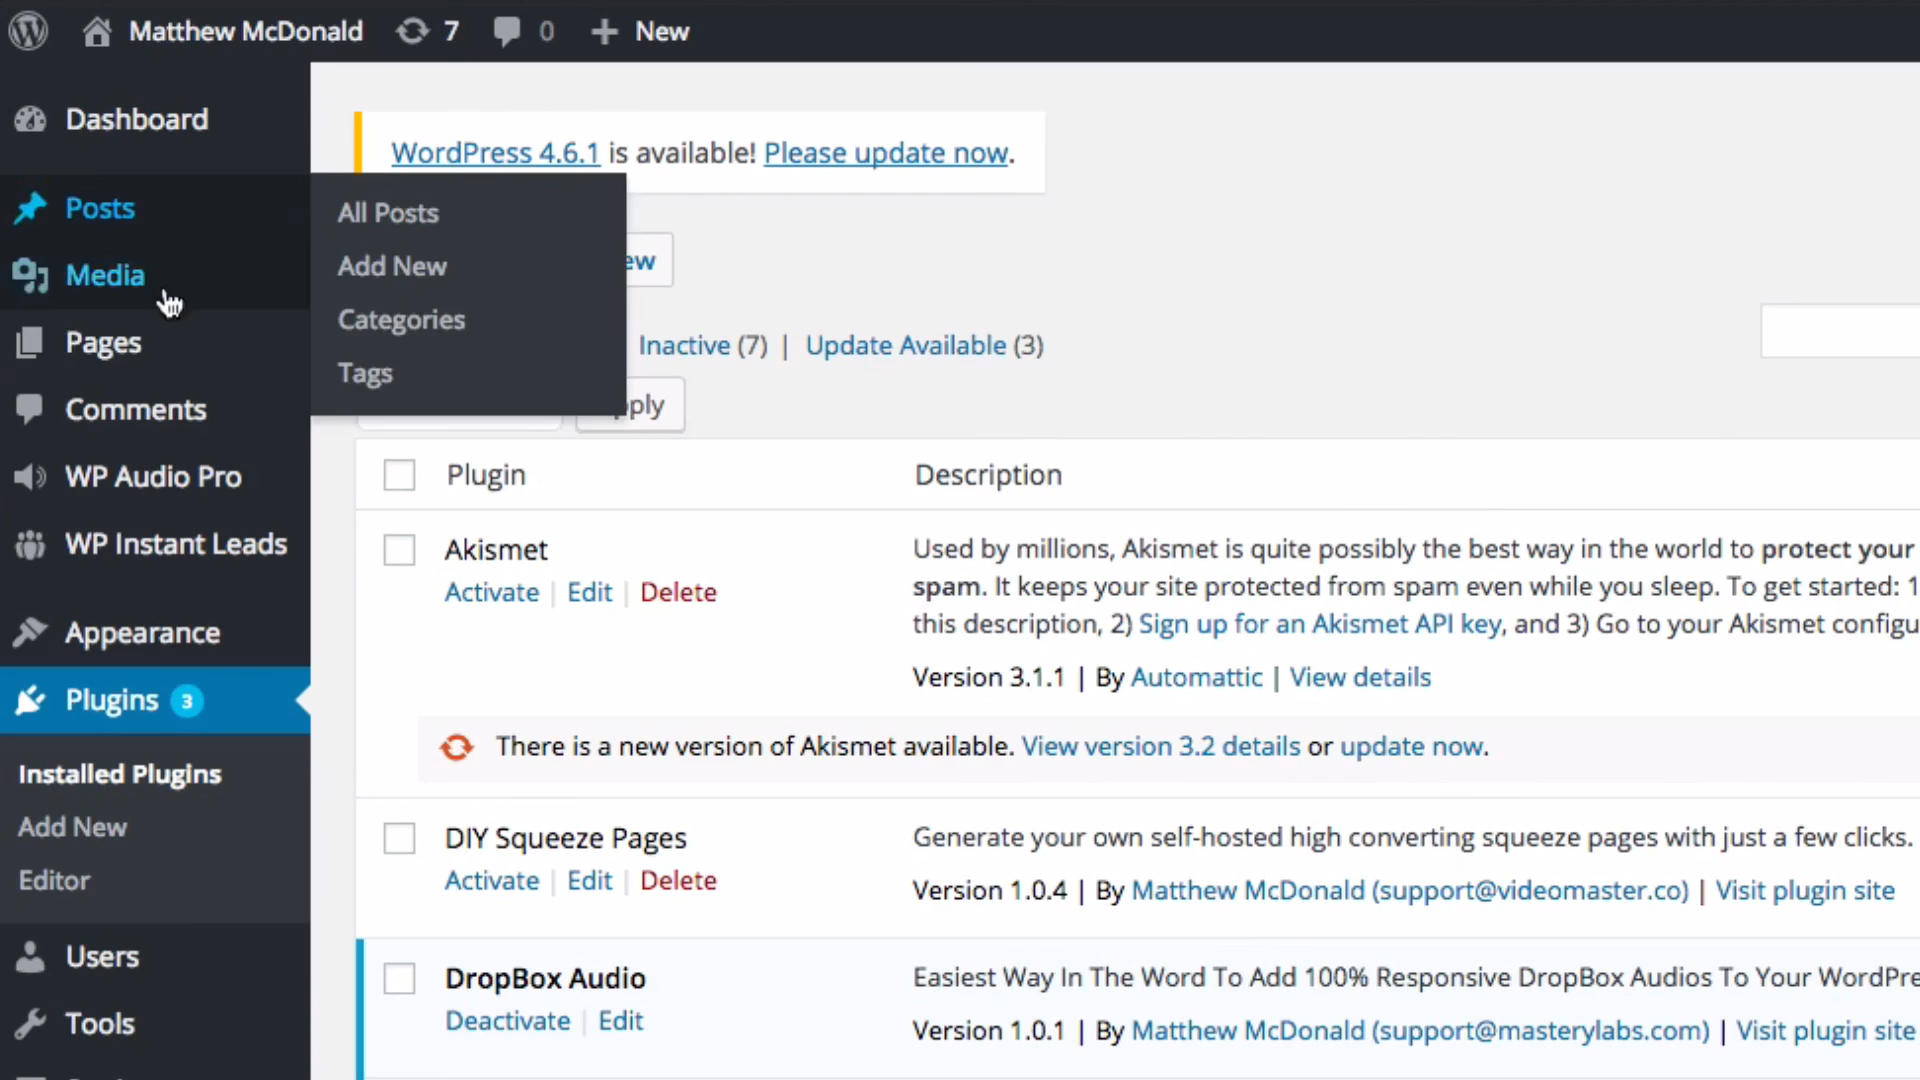 Matthew McDonald 7 0 New
Dashboard
Posts
Media
Pages
Comments
WP Audio Pro
WP Instant Leads
Appearance
Plugins 3
Installed Plugins
Add New
Editor
Users
Tools
WordPress 4.6.1 is available! Please update now.
All Posts
Add New
Categories
Tags
ew
Inactive (7) | Update Available (3)
pply
Plugin Description
Akismet
Activate | Edit | Delete
Used by millions, Akismet is quite possibly the best way in the world to protect your
spam. It keeps your site protected from spam even while you sleep. To get started: 1
this description, 2) Sign up for an Akismet API key, and 3) Go to your Akismet configu
Version 3.1.1 | By Automattic | View details
There is a new version of Akismet available. View version 3.2 details or update now.
DIY Squeeze Pages
Activate | Edit | Delete
Generate your own self-hosted high converting squeeze pages with just a few clicks.
Version 1.0.4 | By Matthew McDonald (support@videomaster.co) | Visit plugin site
DropBox Audio
Deactivate | Edit
Easiest Way In The Word To Add 100% Responsive DropBox Audios To Your WordPre
Version 1.0.1 | By Matthew McDonald (support@masterylabs.com) | Visit plugin site